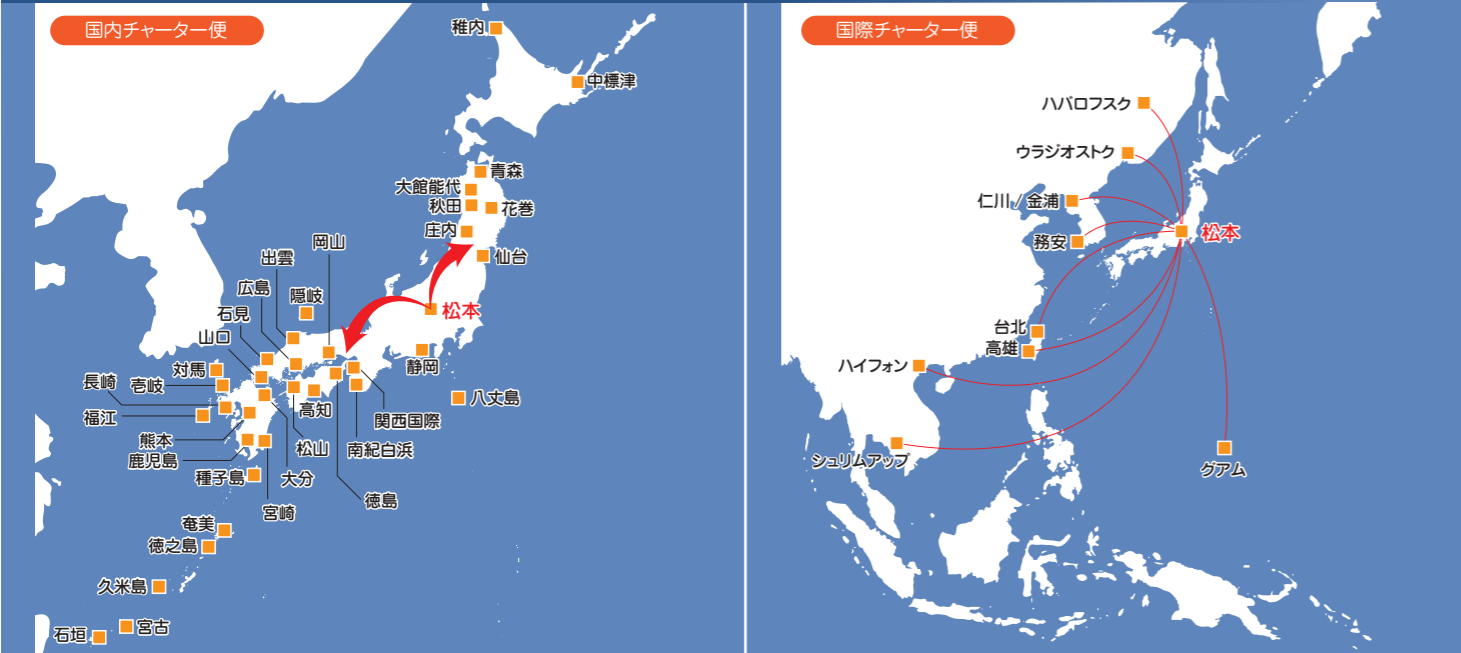 国内チャーター便
稚内
中標津
青森
大館能代
秋田
花巻
庄内
仙台
岡山
出雲
広島
隠岐
石見
松本
山口
対馬
静岡
長崎
壱岐
八丈島
福江
高知
関西国際
熊本
松山
南紀白浜
鹿児島
種子島
大分
徳島
宮崎
奄美
徳之島
久米島
宮古
石垣
国際チャーター便
ハバロフスク
ウラジオストク
仁川 / 金浦
務安
松本
台北
高雄
ハイフォン
シュリムアップ
グアム